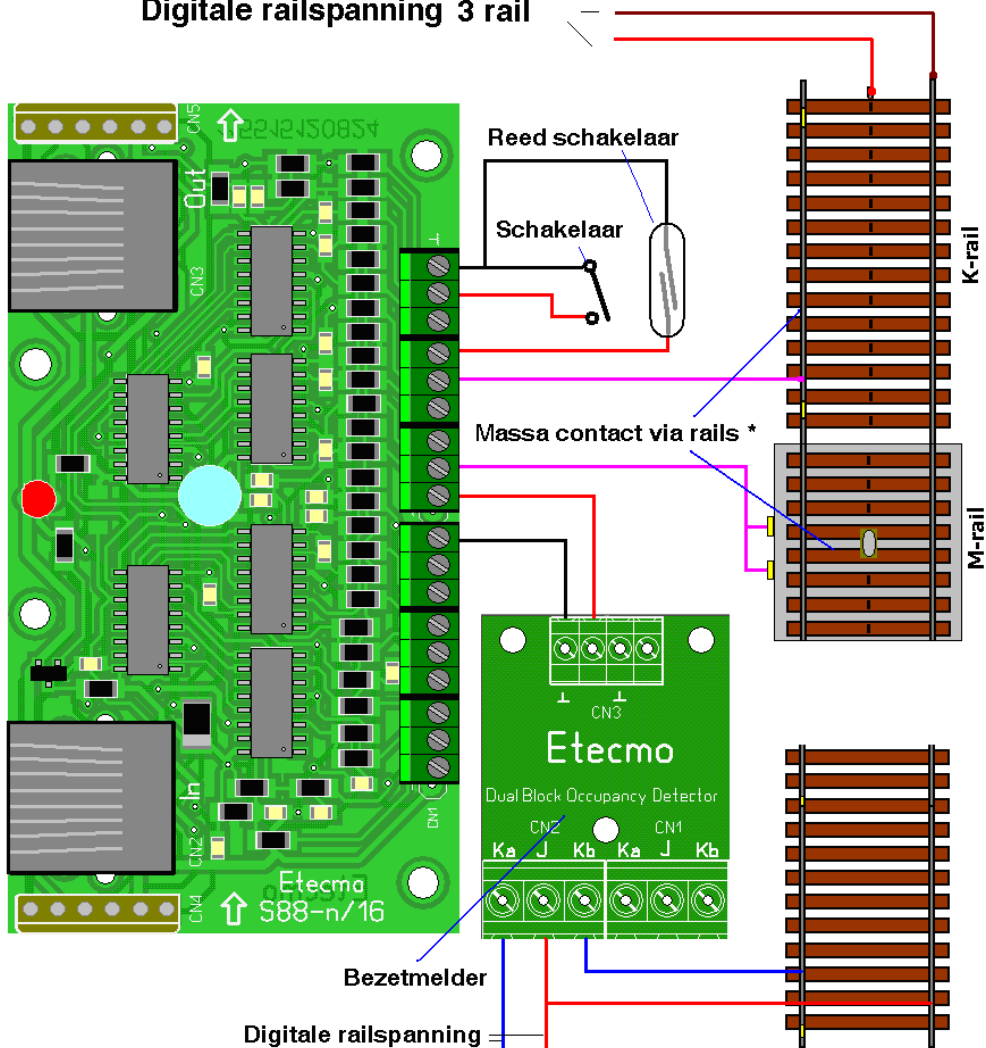 Digitale railspanning 3 rail
CN5
Out
CN3
Reed schakelaar
Schakelaar
K-rail
Massa contact via rails *
M-rail
CN3
Etecmo
Dual Block Occupancy Detector
CN2
CN1
Ka J Kb Ka J Kb
In
CN2
CN1
CN4
Etecmo
S88-n/16
Bezetmelder
Digitale railspanning